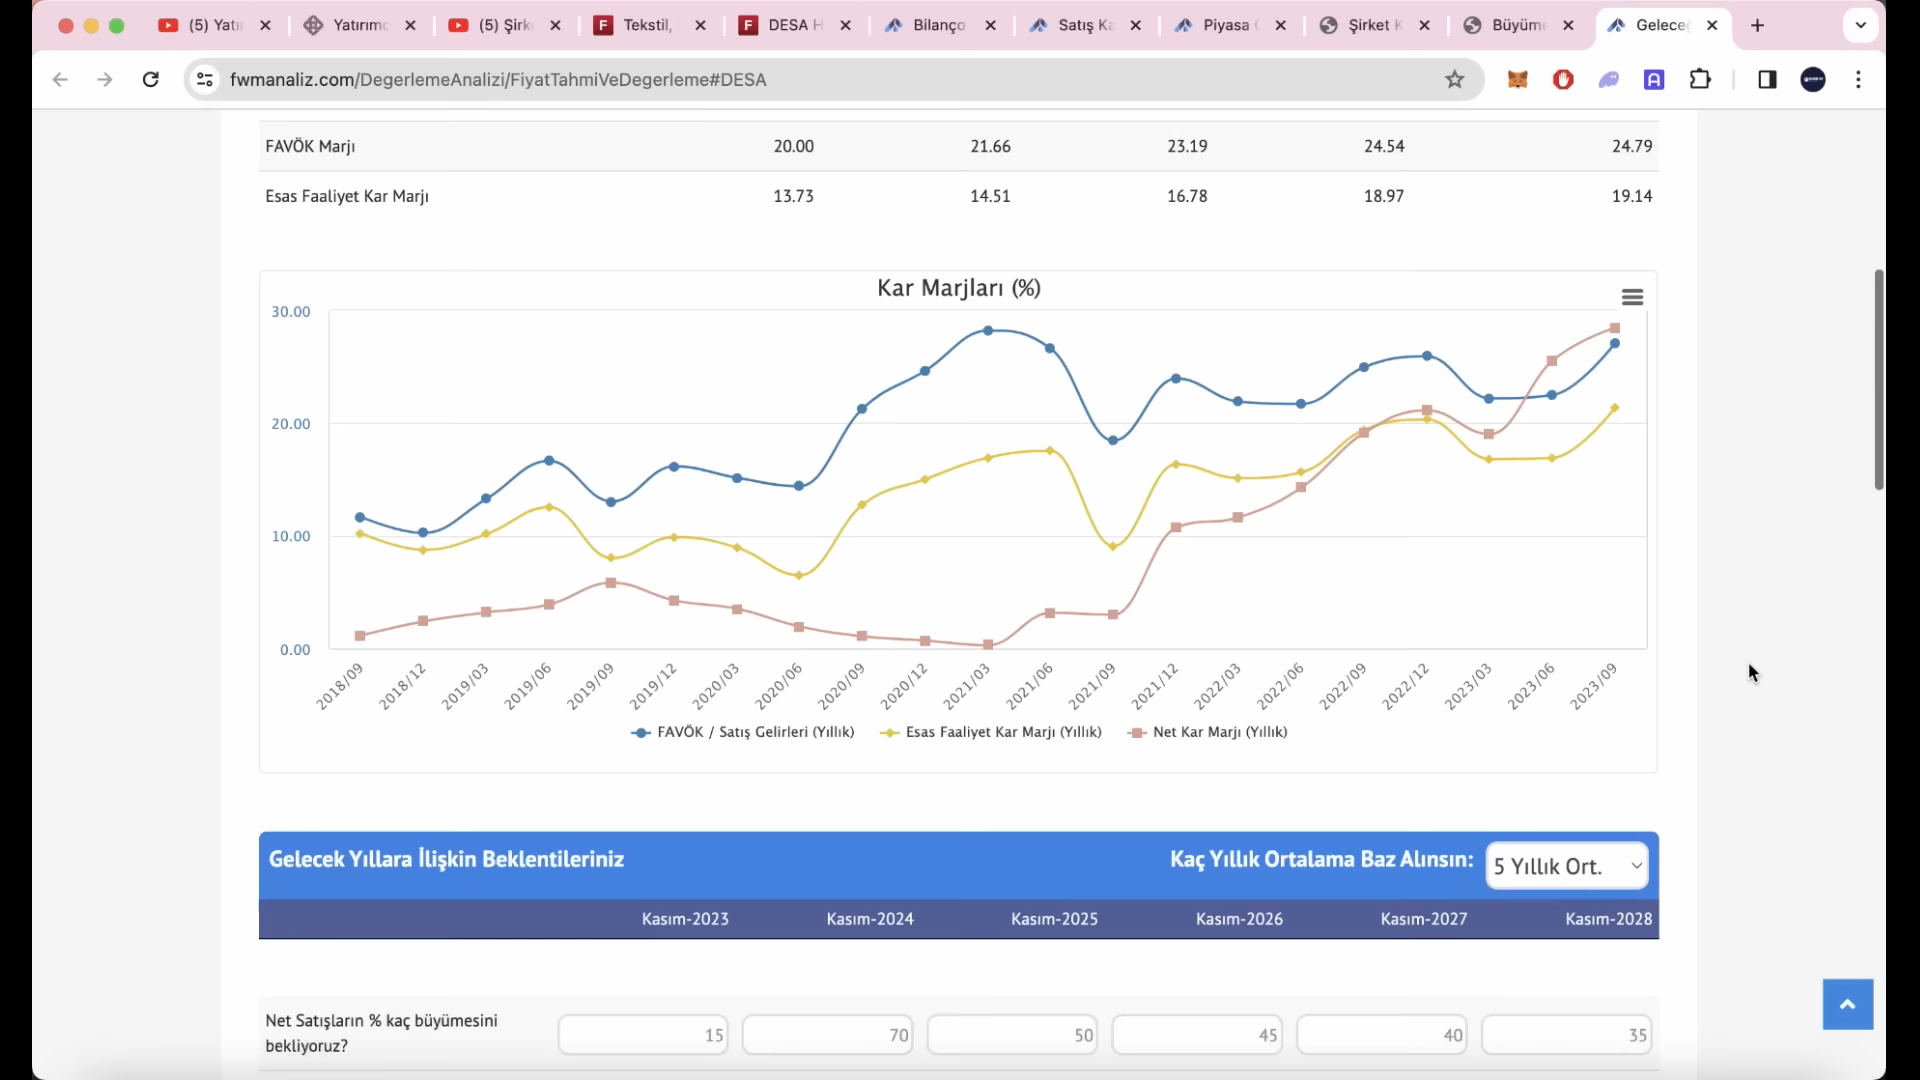 (5) Yatır
Yatırımc
(5) Şirk
Tekstil,
DESA H
Bilanço
Satış Ka
Piyasa
Şirket K
Büyüme
Gelece
fwmanaliz.com/DegerlemeAnalizi/FiyatTahmiVeDegerleme#DESA
FAVÖK Marjı 20.00 21.66 23.19 24.54 24.79
Esas Faaliyet Kar Marjı 13.73 14.51 16.78 18.97 19.14
Kar Marjları (%)
30.00
20.00
10.00
0.00
2018/09 2018/12 2019/03 2019/06 2019/09 2019/12 2020/03 2020/06 2020/09 2020/12 2021/03 2021/06 2021/09 2021/12 2022/03 2022/06 2022/09 2022/12 2023/03 2023/06 2023/09
FAVÖK / Satış Gelirleri (Yıllık) Esas Faaliyet Kar Marjı (Yıllık) Net Kar Marjı (Yıllık)
Gelecek Yıllara İlişkin Beklentileriniz Kaç Yıllık Ortalama Baz Alınsın: 5 Yıllık Ort.
Kasım-2023 Kasım-2024 Kasım-2025 Kasım-2026 Kasım-2027 Kasım-2028
Net Satışların % kaç büyümesini
bekliyoruz?
15 70 50 45 40 35